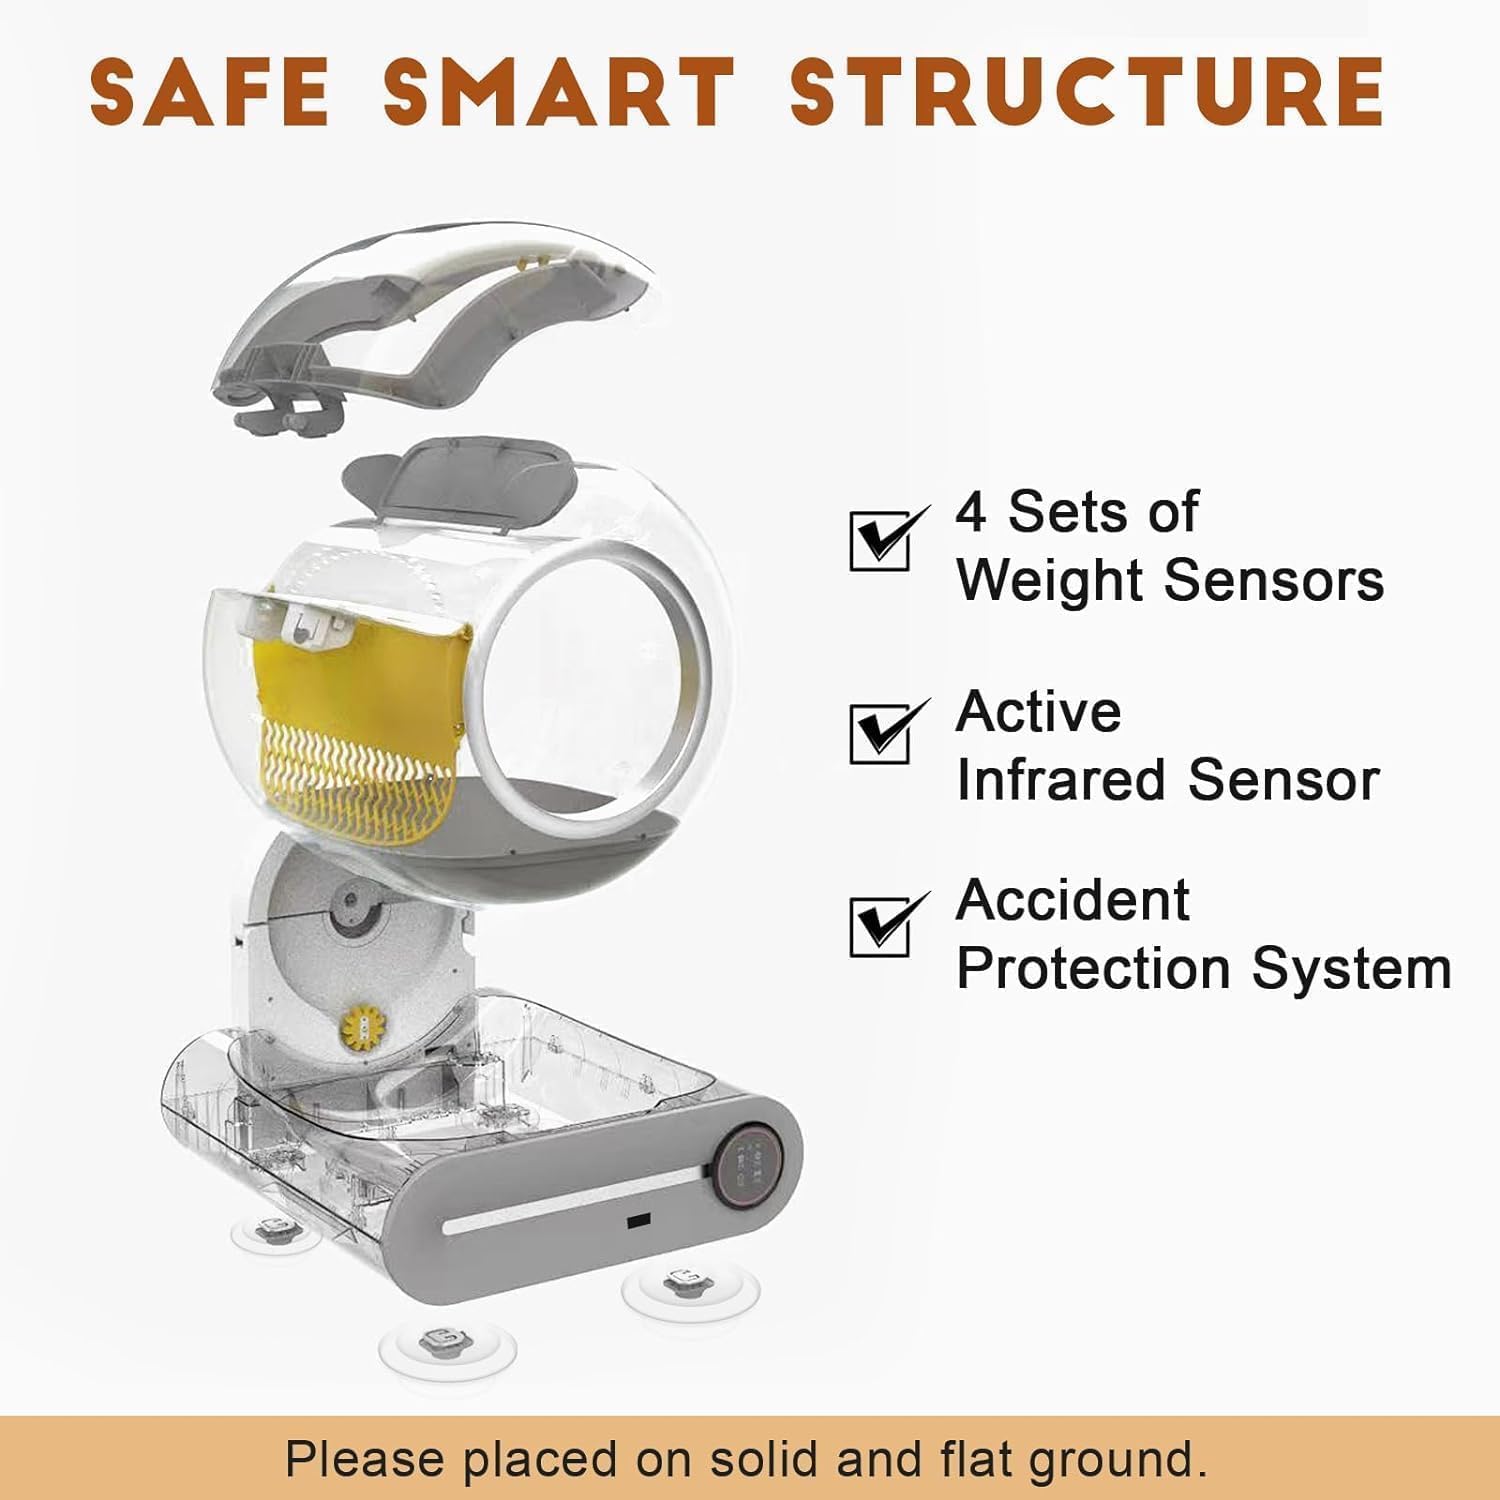 SAFE SMART STRUCTURE
4 Sets of
Weight Sensors
Active
Infrared Sensor
Accident
Protection System
Please placed on solid and flat ground.